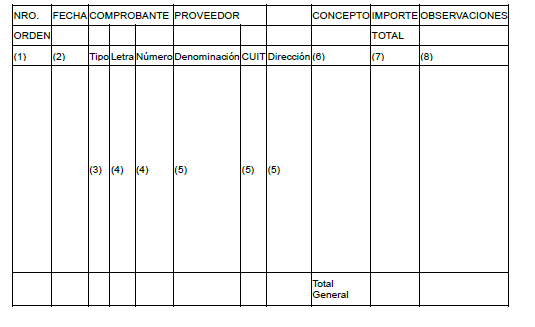 NRO. FECHA COMPROBANTE PROVEEDOR CONCEPTO IMPORTE OBSERVACIONES
ORDEN TOTAL
(1) (2) Tipo Letra Número Denominación CUIT Dirección (6) (7) (8)
(3) (4) (4) (5) (5) (5)
Total
General